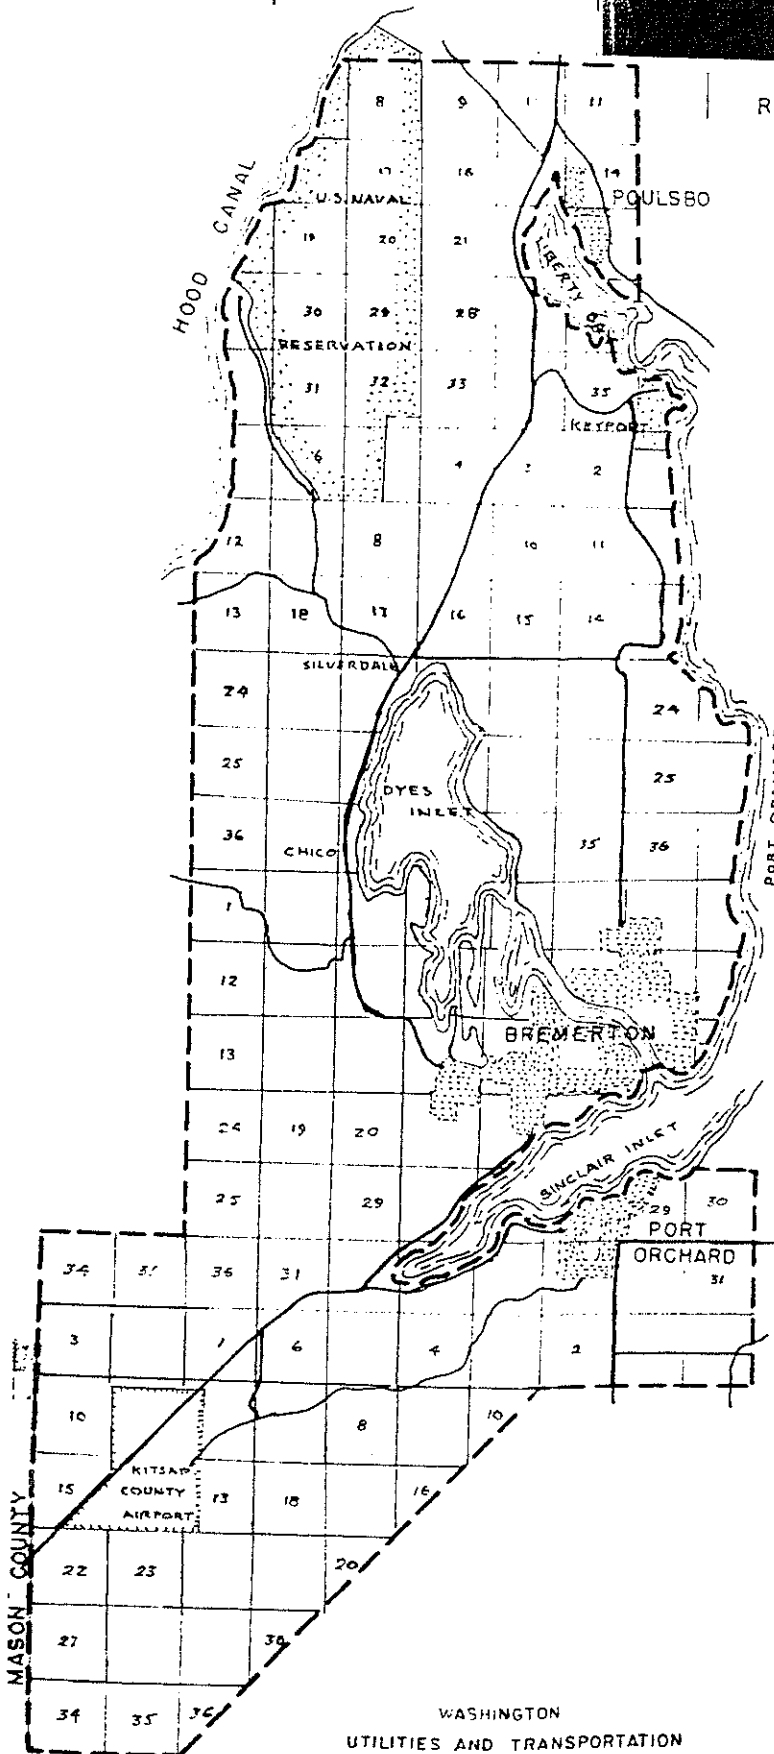 R
8 9 1 11
17 16 14
U.S. NAVAL
POULSBO
HOOD CANAL
19 20 21
LIBERTY BAY
30 29 28
RESERVATION
31 32 33 35
KEYPORT
6 4 3 2
12 8 10 11
13 18 17 16 15 14
SILVERDALE
24 24
25 25
DYES
INLET
36 35 36
CHICO
1
12
BREMERTON
13
24 19 20
SINCLAIR INLET
25 29 29 30
PORT
ORCHARD
34 35 36 31 31
3 1 6 4 2
10 8 10
KITSAP
COUNTY
AIRPORT
15 13 18 16
MASON COUNTY
22 23 20
27 30
34 35 36
WASHINGTON
UTILITIES AND TRANSPORTATION